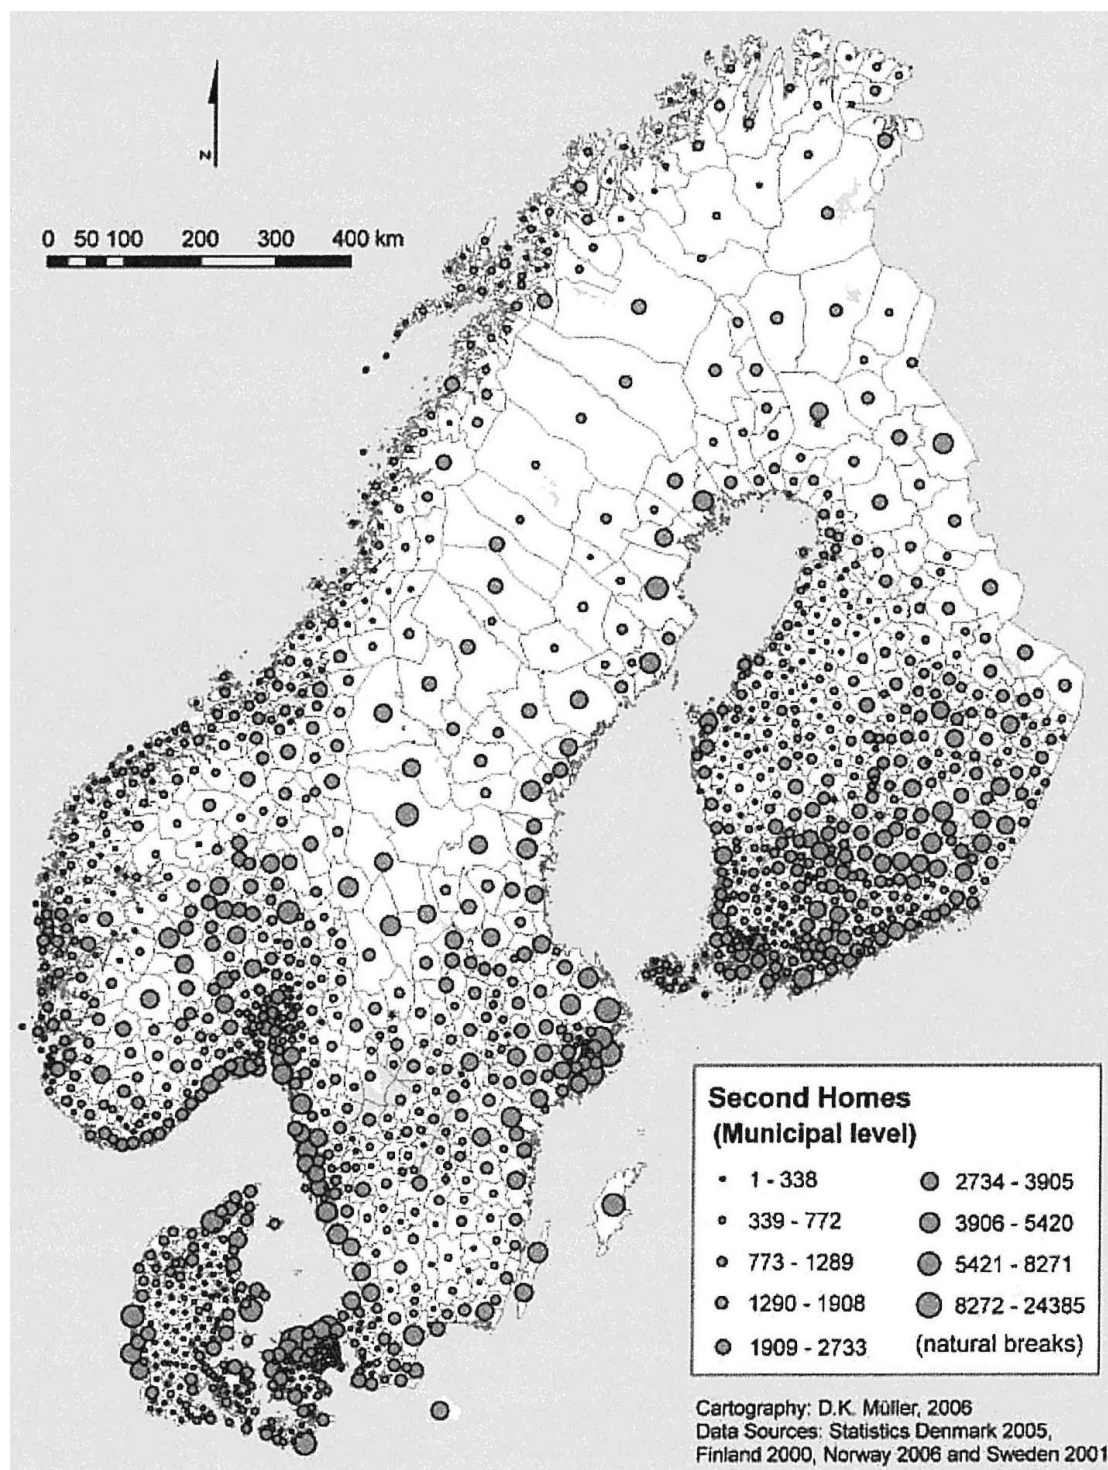 N
0 50 100 200 300 400 km
Second Homes
(Municipal level)
1 - 338
339 - 772
773 - 1289
1290 - 1908
1909 - 2733
2734 - 3905
3906 - 5420
5421 - 8271
8272 - 24385
(natural breaks)
Cartography: D.K. Müller, 2006
Data Sources: Statistics Denmark 2005,
Finland 2000, Norway 2006 and Sweden 2001